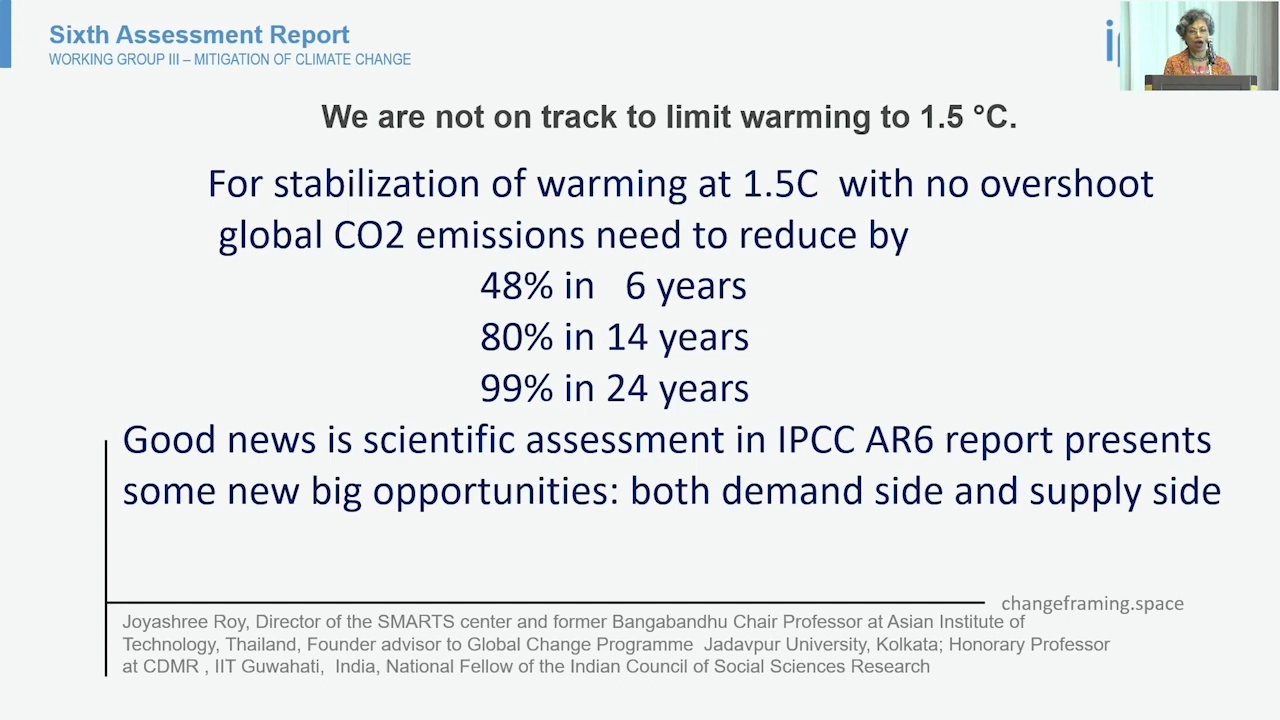 Sixth Assessment Report
WORKING GROUP III – MITIGATION OF CLIMATE CHANGE
We are not on track to limit warming to 1.5 °C.
For stabilization of warming at 1.5C with no overshoot
global CO2 emissions need to reduce by
48% in 6 years
80% in 14 years
99% in 24 years
Good news is scientific assessment in IPCC AR6 report presents
some new big opportunities: both demand side and supply side
changeframing.space
Joyashree Roy, Director of the SMARTS center and former Bangabandhu Chair Professor at Asian Institute of
Technology, Thailand, Founder advisor to Global Change Programme Jadavpur University, Kolkata; Honorary Professor
at CDMR , IIT Guwahati, India, National Fellow of the Indian Council of Social Sciences Research